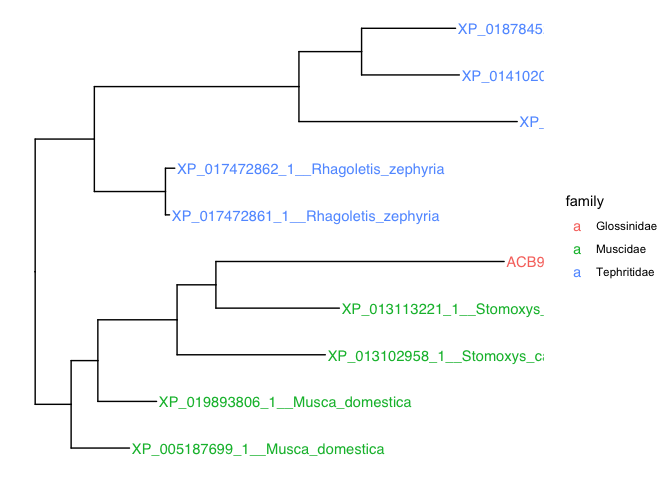 XP_0187845
XP_0141020
XP_
XP_017472862_1__Rhagoletis_zephyria
XP_017472861_1__Rhagoletis_zephyria
ACB9
XP_013113221_1__Stomoxys_
XP_013102958_1__Stomoxys_ca
XP_019893806_1__Musca_domestica
XP_005187699_1__Musca_domestica
family
a Glossinidae
a Muscidae
a Tephritidae